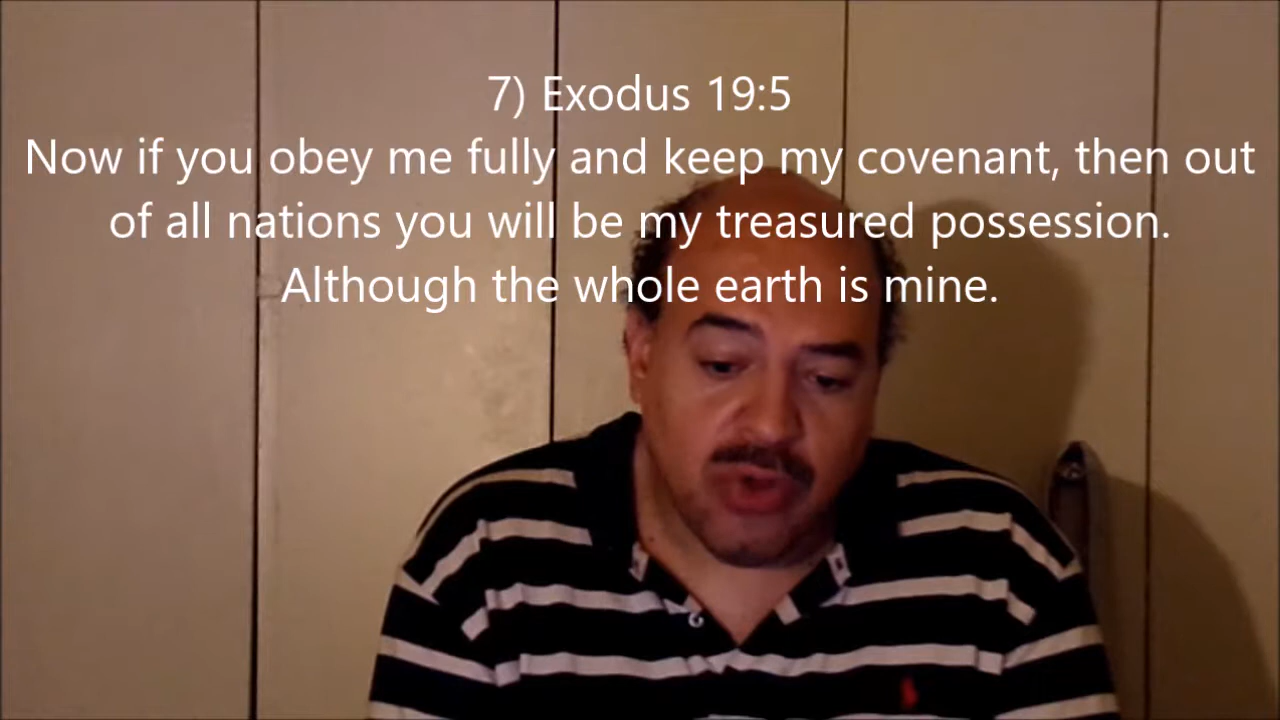 7) Exodus 19:5
Now if you obey me fully and keep my covenant, then out
of all nations you will be my treasured possession.
Although the whole earth is mine.